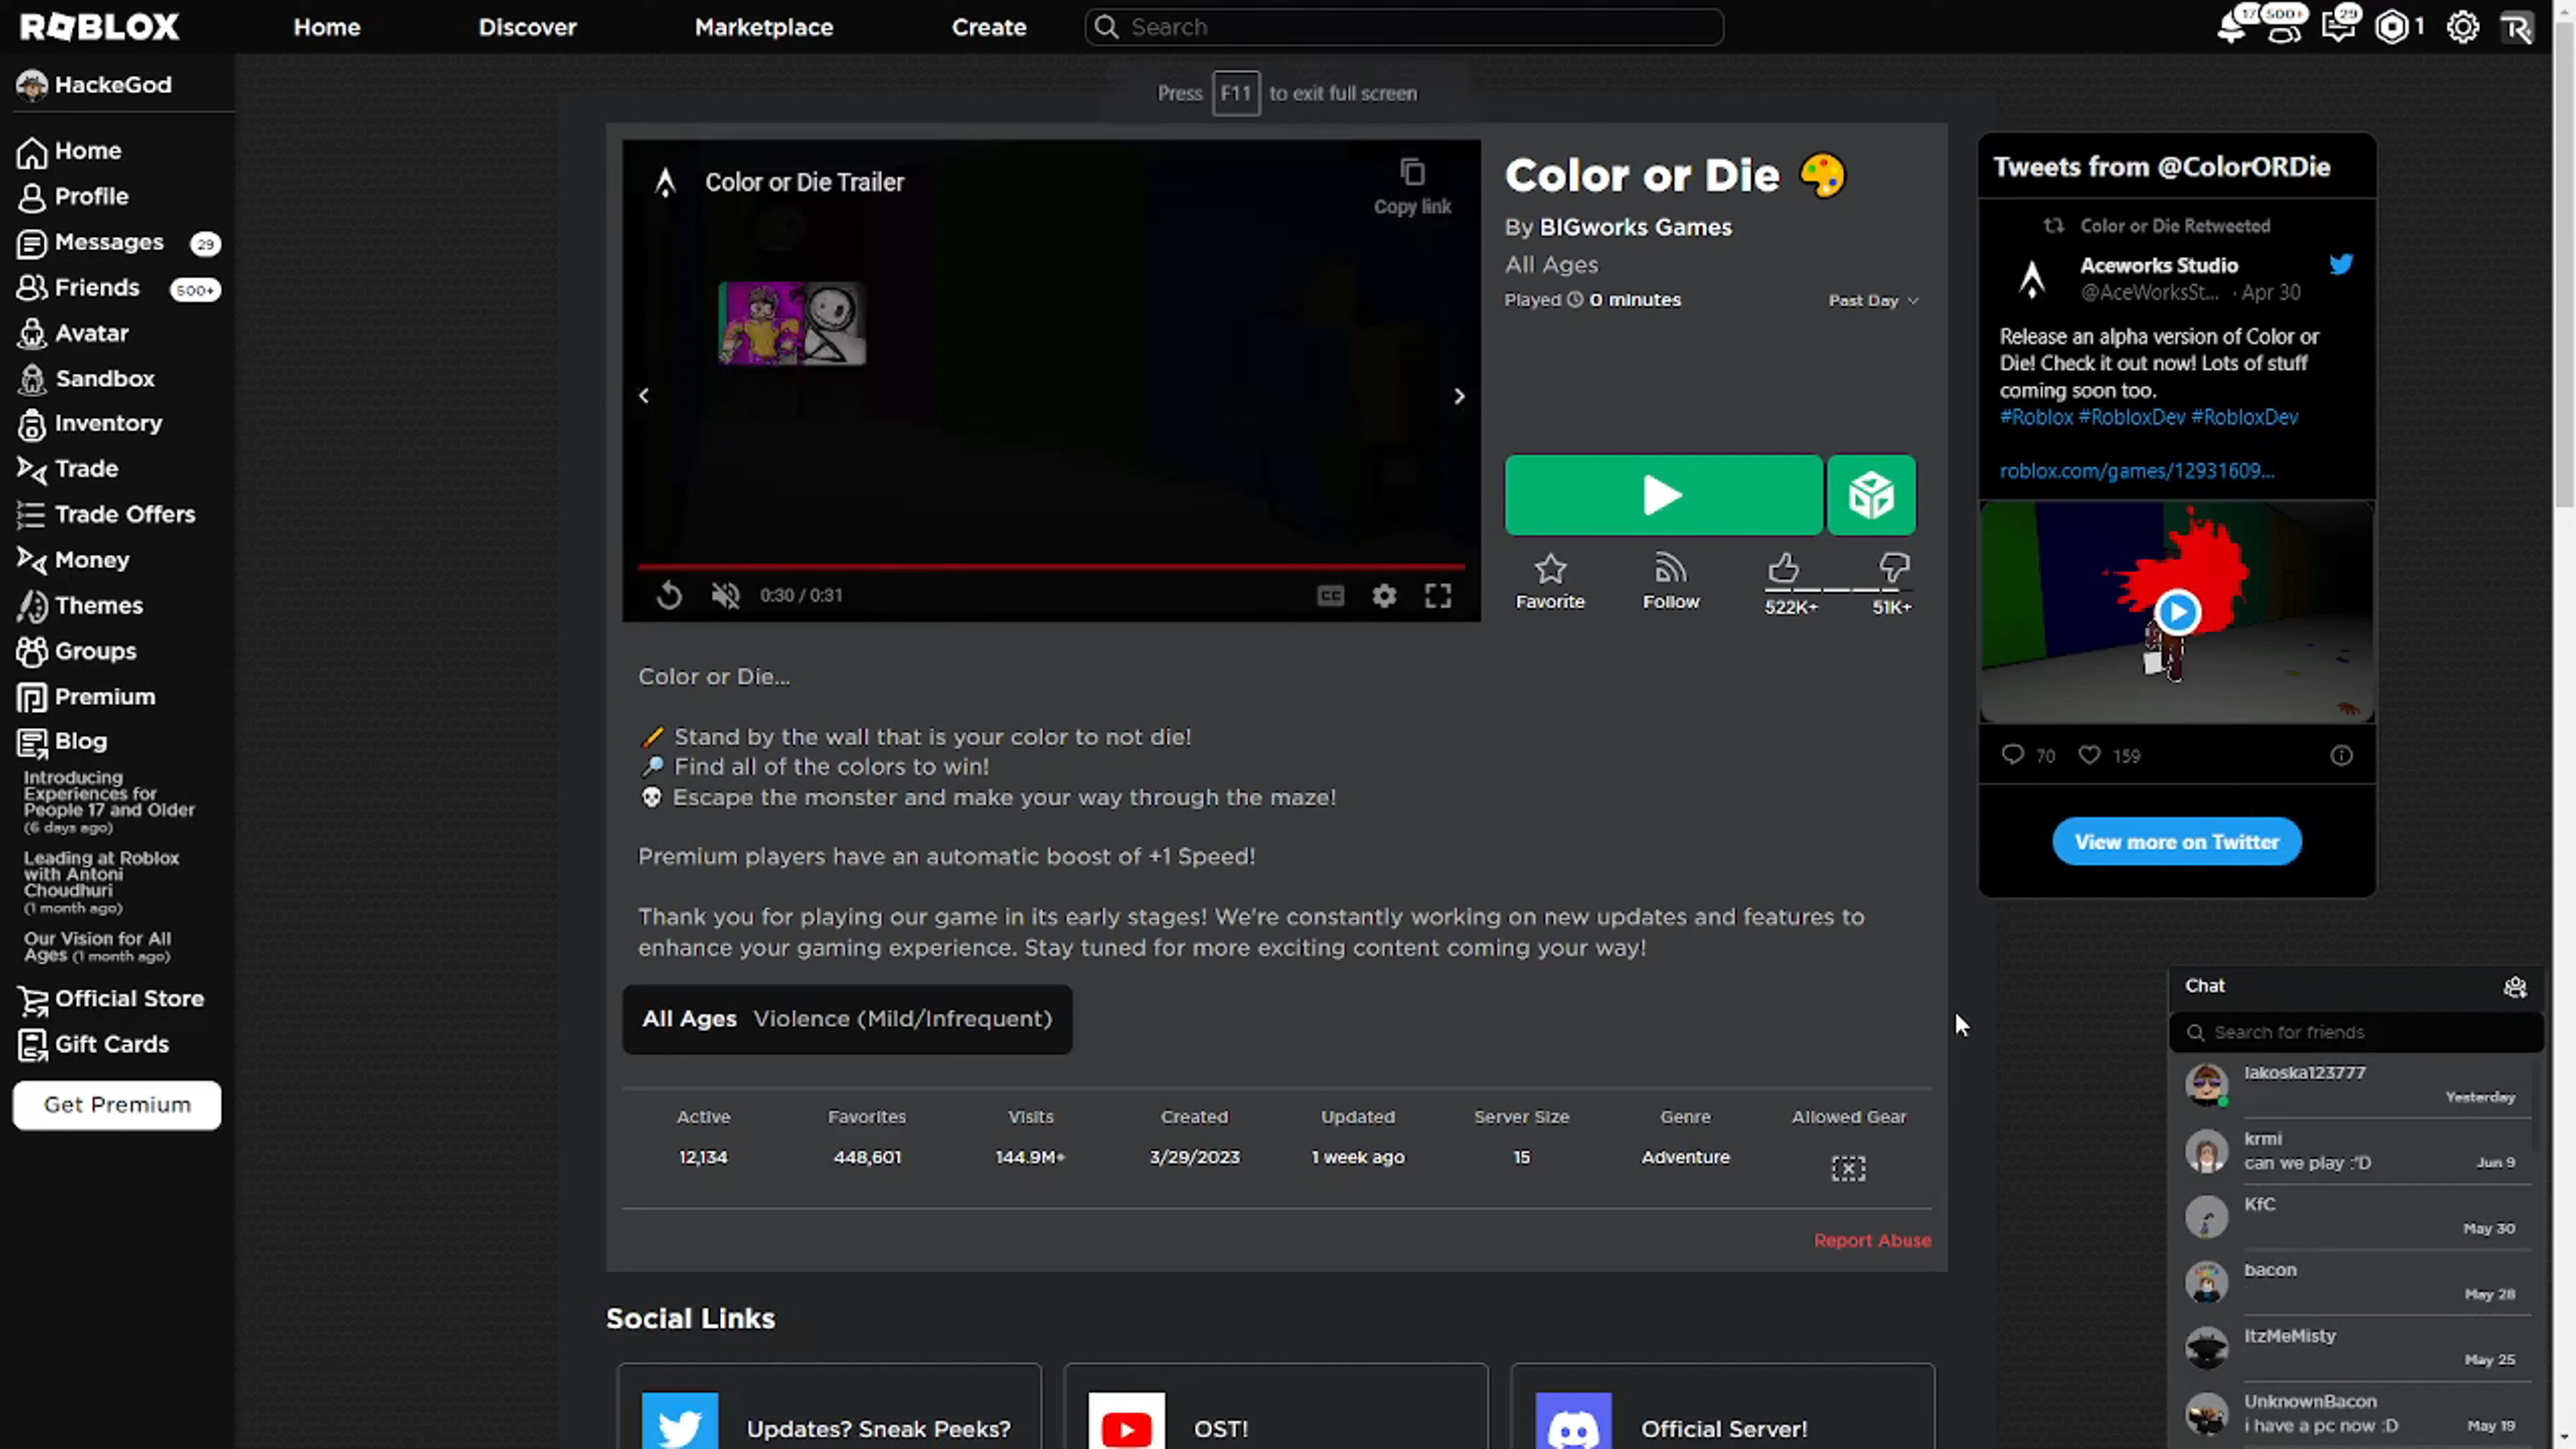 ROBLOX
Home
Discover
Marketplace
Create
Search
17
500+
29
1
HackeGod
Home
Profile
Messages 29
Friends 500+
Avatar
Sandbox
Inventory
Trade
Trade Offers
Money
Themes
Groups
Premium
Blog
Introducing
Experiences for
People 17 and Older
(6 days ago)
Leading at Roblox
with Antoni
Choudhuri
(1 month ago)
Our Vision for All
Ages (1 month ago)
Official Store
Gift Cards
Get Premium
Press F11 to exit full screen
Color or Die Trailer
Copy link
0:30 / 0:31
CC
Color or Die
By BIGworks Games
All Ages
Played 0 minutes
Past Day
Favorite
Follow
522K+
51K+
Color or Die...
Stand by the wall that is your color to not die!
Find all of the colors to win!
Escape the monster and make your way through the maze!
Premium players have an automatic boost of +1 Speed!
Thank you for playing our game in its early stages! We're constantly working on new updates and features to
enhance your gaming experience. Stay tuned for more exciting content coming your way!
All Ages Violence (Mild/Infrequent)
Active Favorites Visits Created Updated Server Size Genre Allowed Gear
12,134 448,601 144.9M+ 3/29/2023 1 week ago 15 Adventure
Report Abuse
Social Links
Updates? Sneak Peeks?
OST!
Official Server!
Tweets from @ColorORDie
Color or Die Retweeted
Aceworks Studio
@AceWorksSt... · Apr 30
Release an alpha version of Color or
Die! Check it out now! Lots of stuff
coming soon too.
#Roblox #RobloxDev #RobloxDev
roblox.com/games/12931609...
70 159
View more on Twitter
Chat
Search for friends
lakoska123777
Yesterday
krmi
can we play :'D Jun 9
KfC
May 30
bacon
May 28
ItzMeMisty
May 25
UnknownBacon
i have a pc now :D May 19